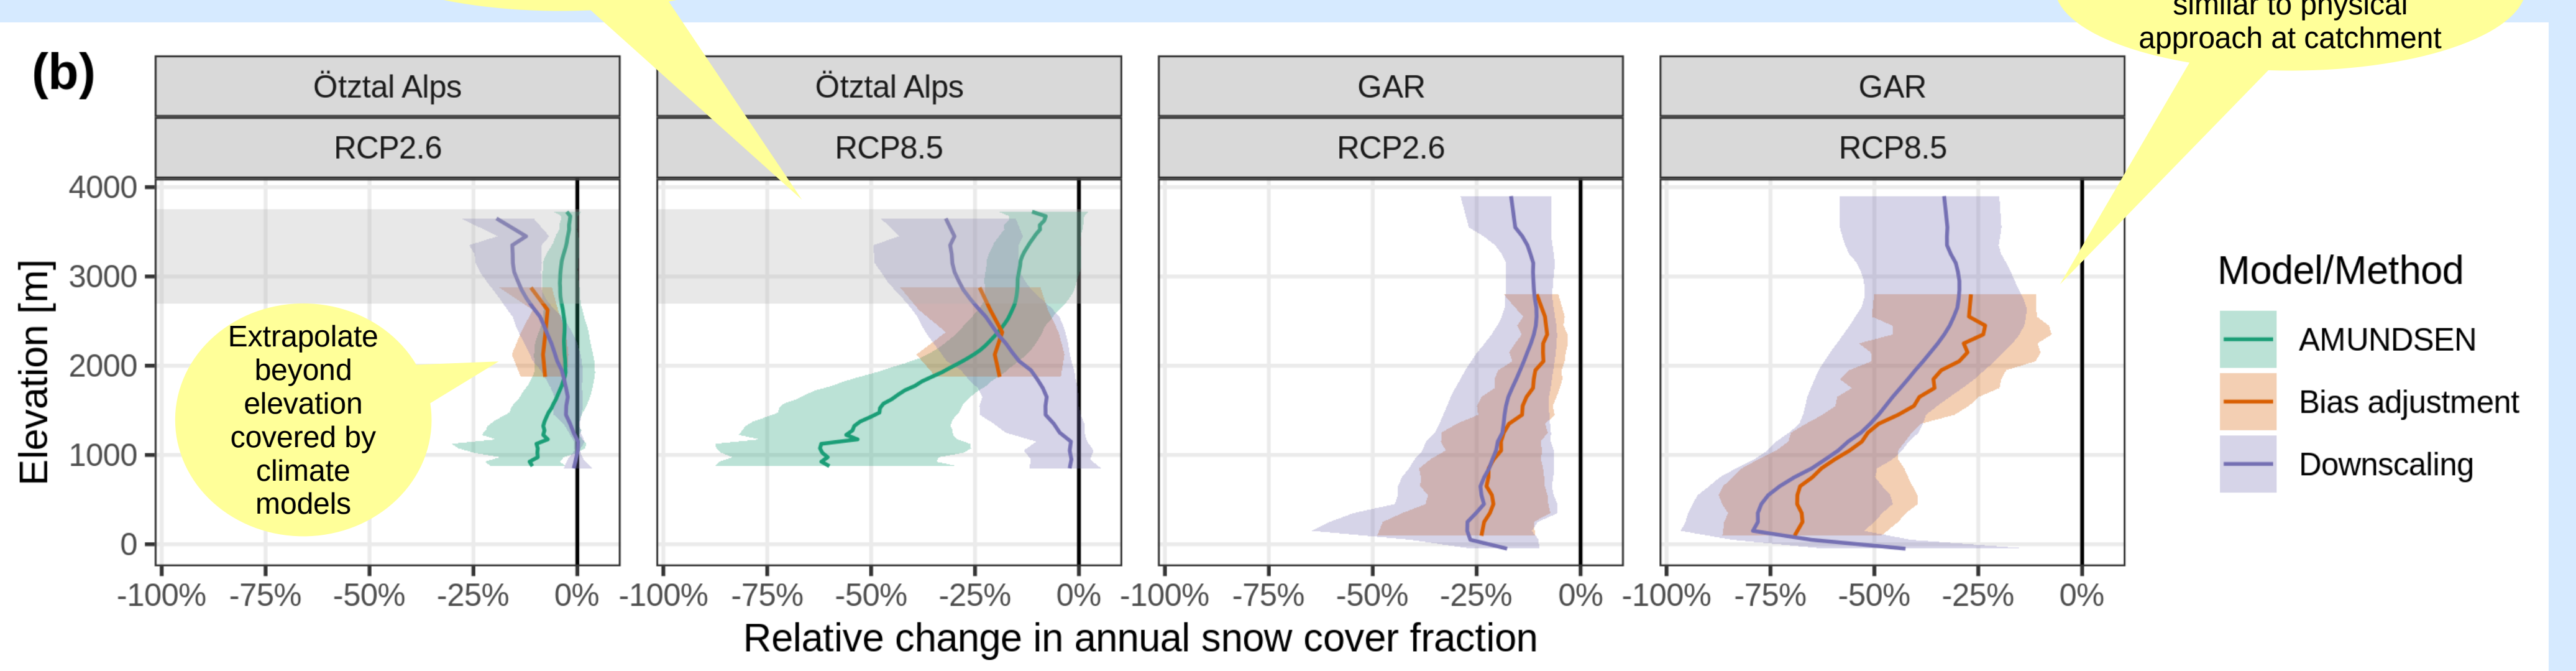 similar to physical
approach at catchment
(b)
Ötztal Alps
Ötztal Alps
GAR
GAR
RCP2.6
RCP8.5
RCP2.6
RCP8.5
4000
3000
2000
1000
0
Elevation [m]
Extrapolate
beyond
elevation
covered by
climate
models
Model/Method
AMUNDSEN
Bias adjustment
Downscaling
-100% -75% -50% -25% 0%
-100% -75% -50% -25% 0%
-100% -75% -50% -25% 0%
-100% -75% -50% -25% 0%
Relative change in annual snow cover fraction